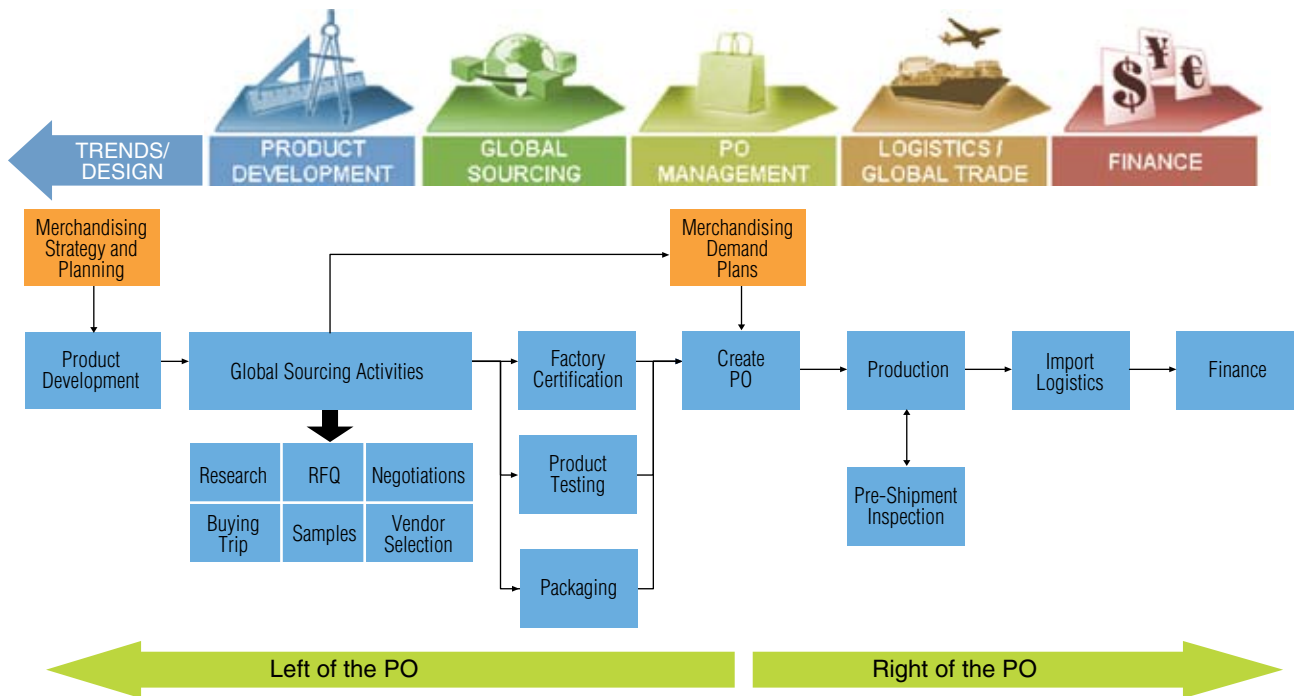 TRENDS/
DESIGN
PRODUCT
DEVELOPMENT
GLOBAL
SOURCING
PO
MANAGEMENT
LOGISTICS /
GLOBAL TRADE
$ ¥ €
FINANCE
Merchandising
Strategy and
Planning
Merchandising
Demand
Plans
Product
Development
Global Sourcing Activities
Factory
Certification
Create
PO
Production
Import
Logistics
Finance
Research
RFQ
Negotiations
Buying
Trip
Samples
Vendor
Selection
Product
Testing
Pre-Shipment
Inspection
Packaging
Left of the PO
Right of the PO